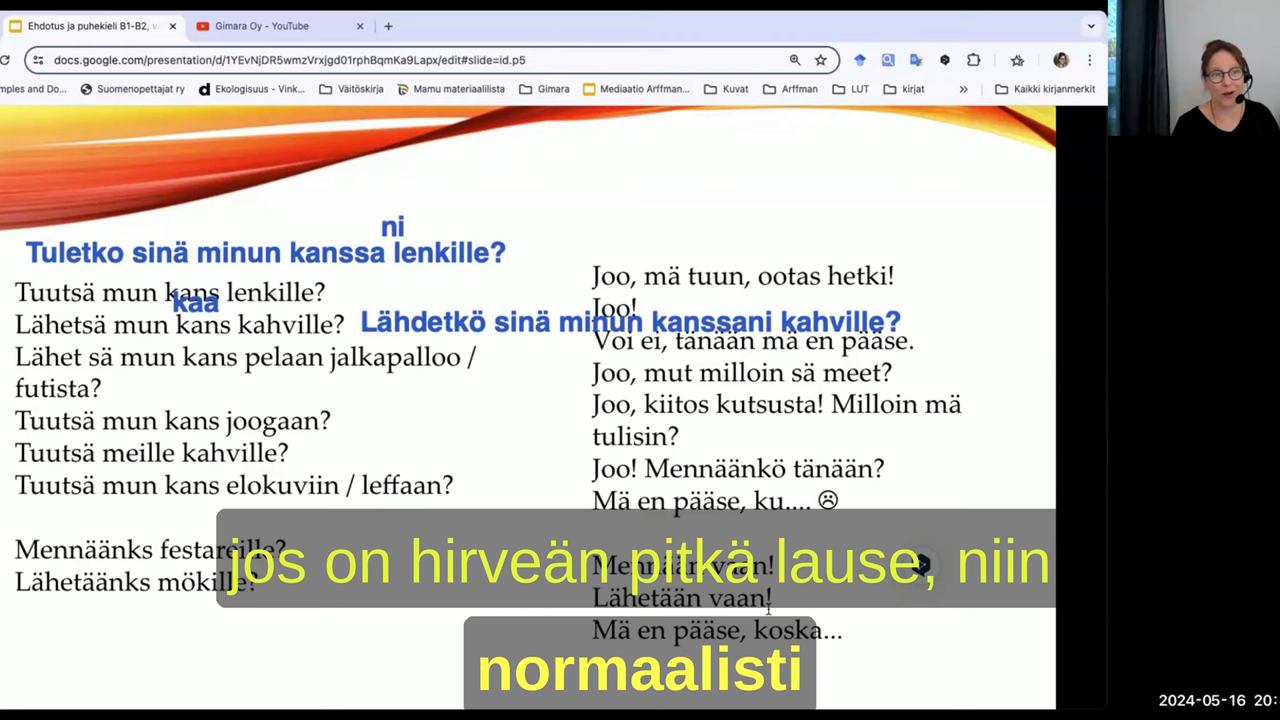 Ehdotus ja puhekieli B1-B2,
Gimara Oy - YouTube
docs.google.com/presentation/d/1YEvNjDR5wmzVrxjgd01rphBqmKa9Lapx/edit#slide=id.p5
mples and Do...
Suomenopettajat ry
Ekologisuus - Vink...
Väitöskirja
Mamu materiaalilista
Gimara
Mediaatio Arffman...
Kuvat
Arffman
LUT
kirjat
»
Kaikki kirjanmerkit
ni
Tuletko sinä minun kanssa lenkille?
Tuutsä mun kans lenkille?
kaa
Lähetsä mun kans kahville?
Lähdetkö sinä minun kanssani kahville?
Lähet sä mun kans pelaan jalkapalloo /
futista?
Tuutsä mun kans joogaan?
Tuutsä meille kahville?
Tuutsä mun kans elokuviin / leffaan?
Mennäänks festareille?
Lähetäänks mökille?
Joo, mä tuun, ootas hetki!
Joo!
Voi ei, tänään mä en pääse.
Joo, mut milloin sä meet?
Joo, kiitos kutsusta! Milloin mä
tulisin?
Joo! Mennäänkö tänään?
Mä en pääse, ku.... ☹
Mennään vaan!
Lähetään vaan!
Mä en pääse, koska...
jos on hirveän pitkä lause, niin
normaalisti
2024-05-16 20: